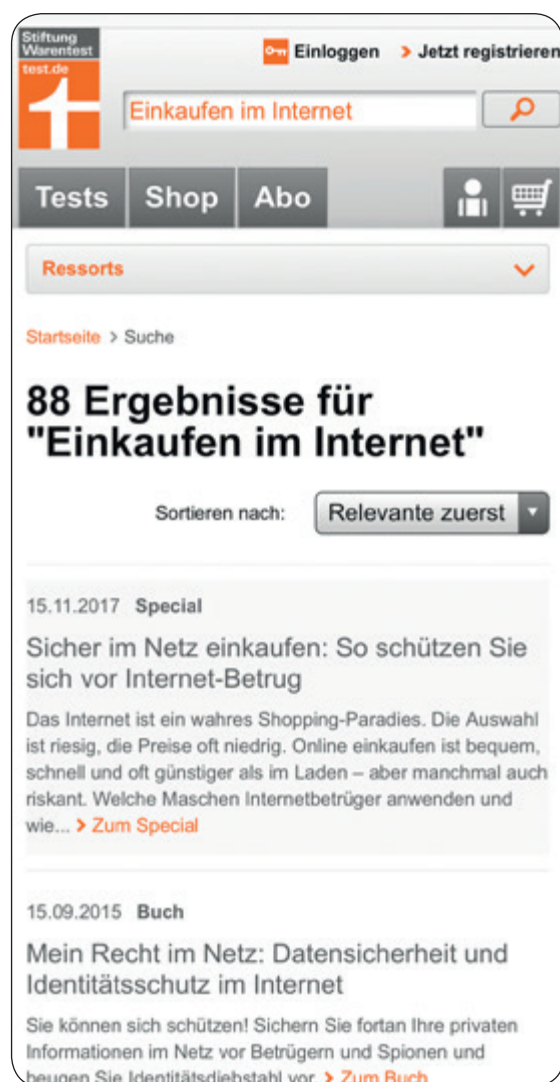 Stiftung
Warentest
test.de
Einloggen > Jetzt registrieren
Einkaufen im Internet
Tests Shop Abo
Ressorts
Startseite > Suche
88 Ergebnisse für
"Einkaufen im Internet"
Sortieren nach: Relevante zuerst
15.11.2017 Special
Sicher im Netz einkaufen: So schützen Sie
sich vor Internet-Betrug
Das Internet ist ein wahres Shopping-Paradies. Die Auswahl
ist riesig, die Preise oft niedrig. Online einkaufen ist bequem,
schnell und oft günstiger als im Laden – aber manchmal auch
riskant. Welche Maschen Internetbetrüger anwenden und
wie... > Zum Special
15.09.2015 Buch
Mein Recht im Netz: Datensicherheit und
Identitätsschutz im Internet
Sie können sich schützen! Sichern Sie fortan Ihre privaten
Informationen im Netz vor Betrügern und Spionen und
beugen Sie Identitätsdiebstahl vor. > Zum Buch